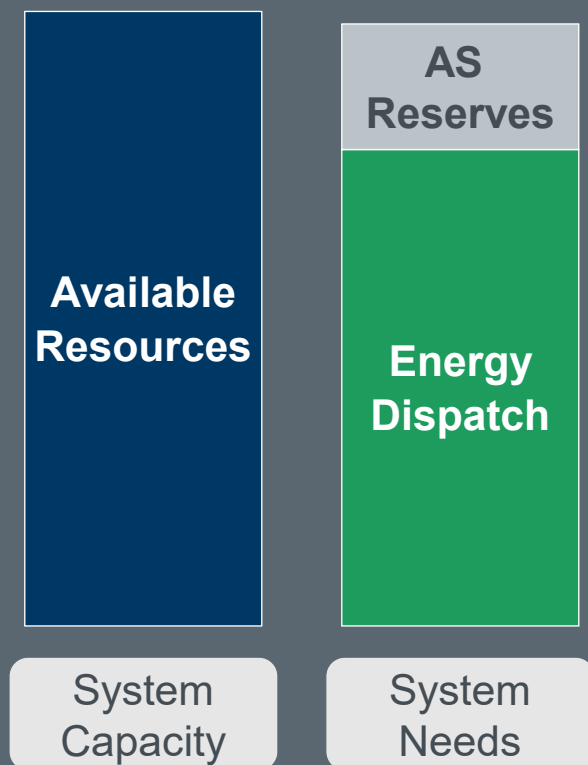 AS
Reserves
Available
Resources
Energy
Dispatch
System
Capacity
System
Needs